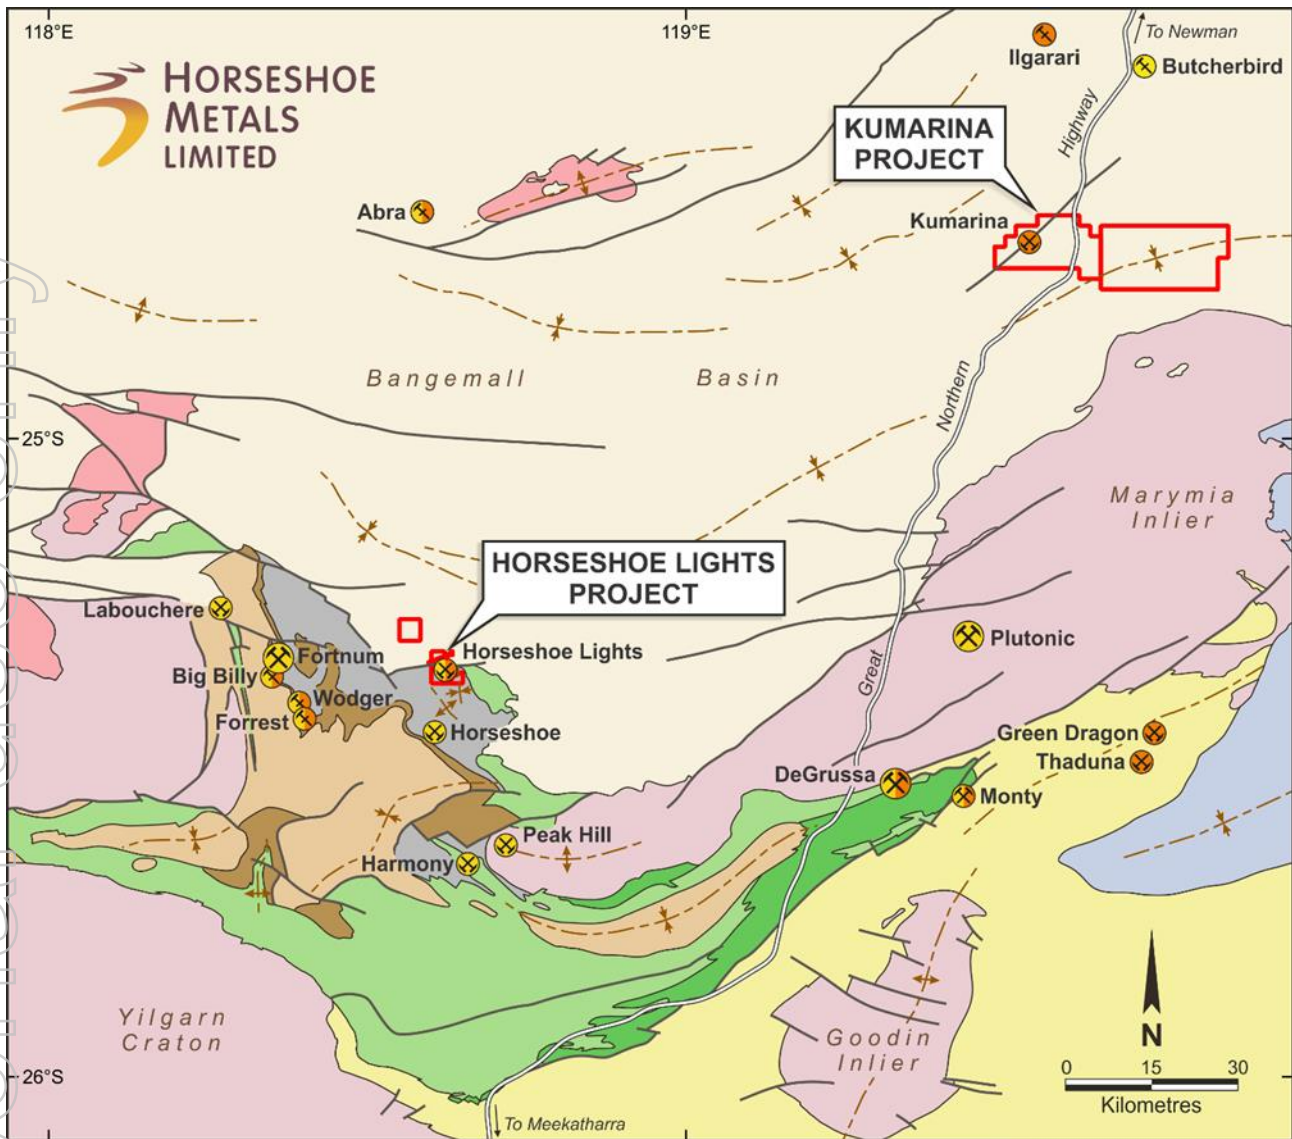 118°E
119°E
To Newman
HORSESHOE
METALS
LIMITED
Ilgarari
Butcherbird
Highway
KUMARINA
PROJECT
Abra
Kumarina
Bangemall Basin
Northern
25°S
Marymia
Inlier
HORSESHOE LIGHTS
PROJECT
Labouchere
Horseshoe Lights
Plutonic
Fortnum
Big Billy
Great
Wodger
Forrest
Horseshoe
Green Dragon
Thaduna
DeGrussa
Monty
Peak Hill
Harmony
Yilgarn
Craton
Goodin
Inlier
N
26°S
0 15 30
Kilometres
To Meekatharra